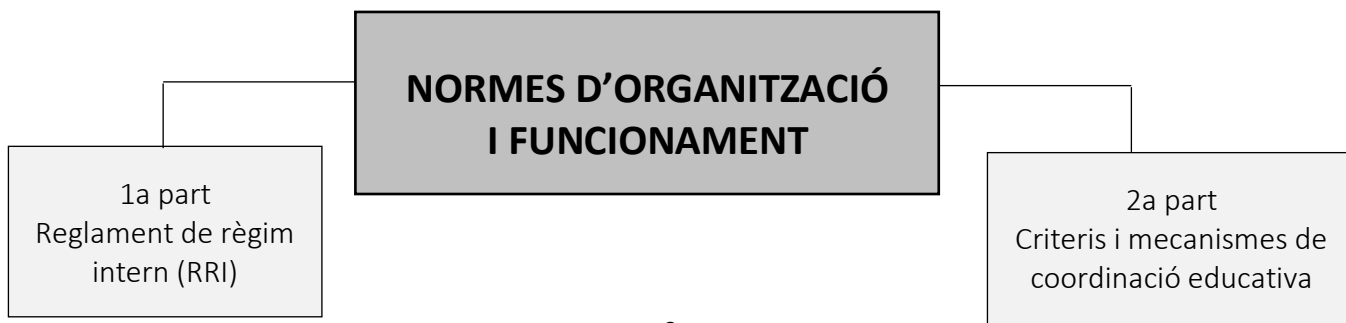 NORMES D'ORGANITZACIÓ
I FUNCIONAMENT
1a part
Reglament de règim
intern (RRI)
2a part
Criteris i mecanismes de
coordinació educativa